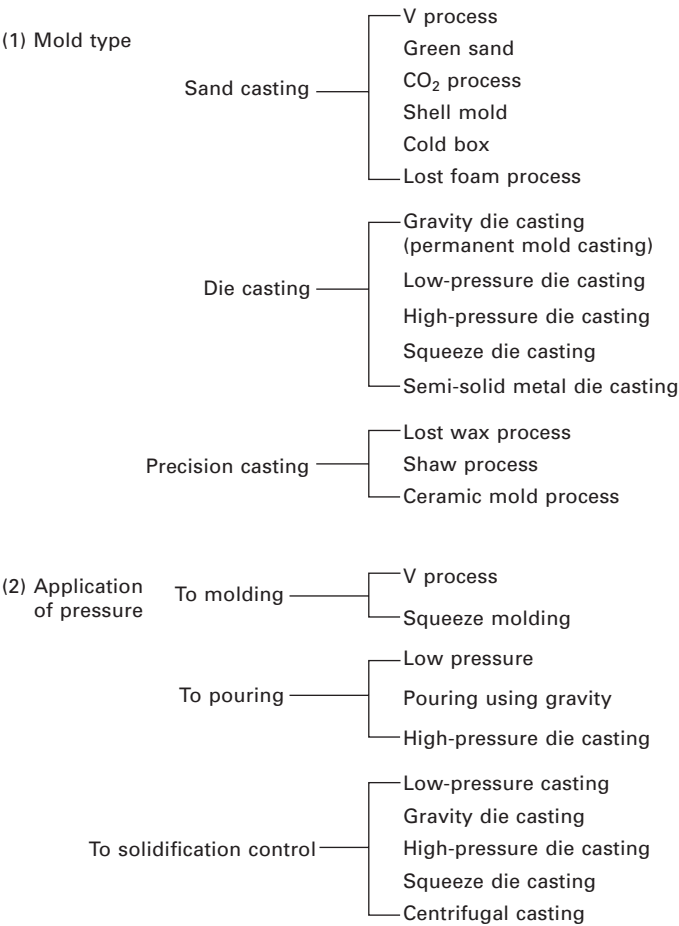 (1) Mold type
Sand casting
V process
Green sand
CO₂ process
Shell mold
Cold box
Lost foam process
Die casting
Gravity die casting
(permanent mold casting)
Low-pressure die casting
High-pressure die casting
Squeeze die casting
Semi-solid metal die casting
Precision casting
Lost wax process
Shaw process
Ceramic mold process
(2) Application
of pressure
To molding
V process
Squeeze molding
To pouring
Low pressure
Pouring using gravity
High-pressure die casting
To solidification control
Low-pressure casting
Gravity die casting
High-pressure die casting
Squeeze die casting
Centrifugal casting